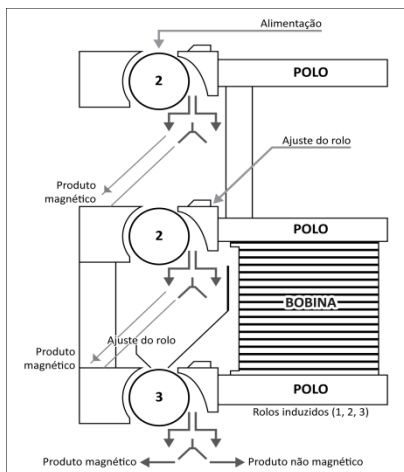 Alimentação
2
POLO
Ajuste do rolo
Produto
magnético
2
POLO
BOBINA
Ajuste do rolo
Produto
magnético
3
POLO
Rolos induzidos (1, 2, 3)
Produto magnético
Produto não magnético